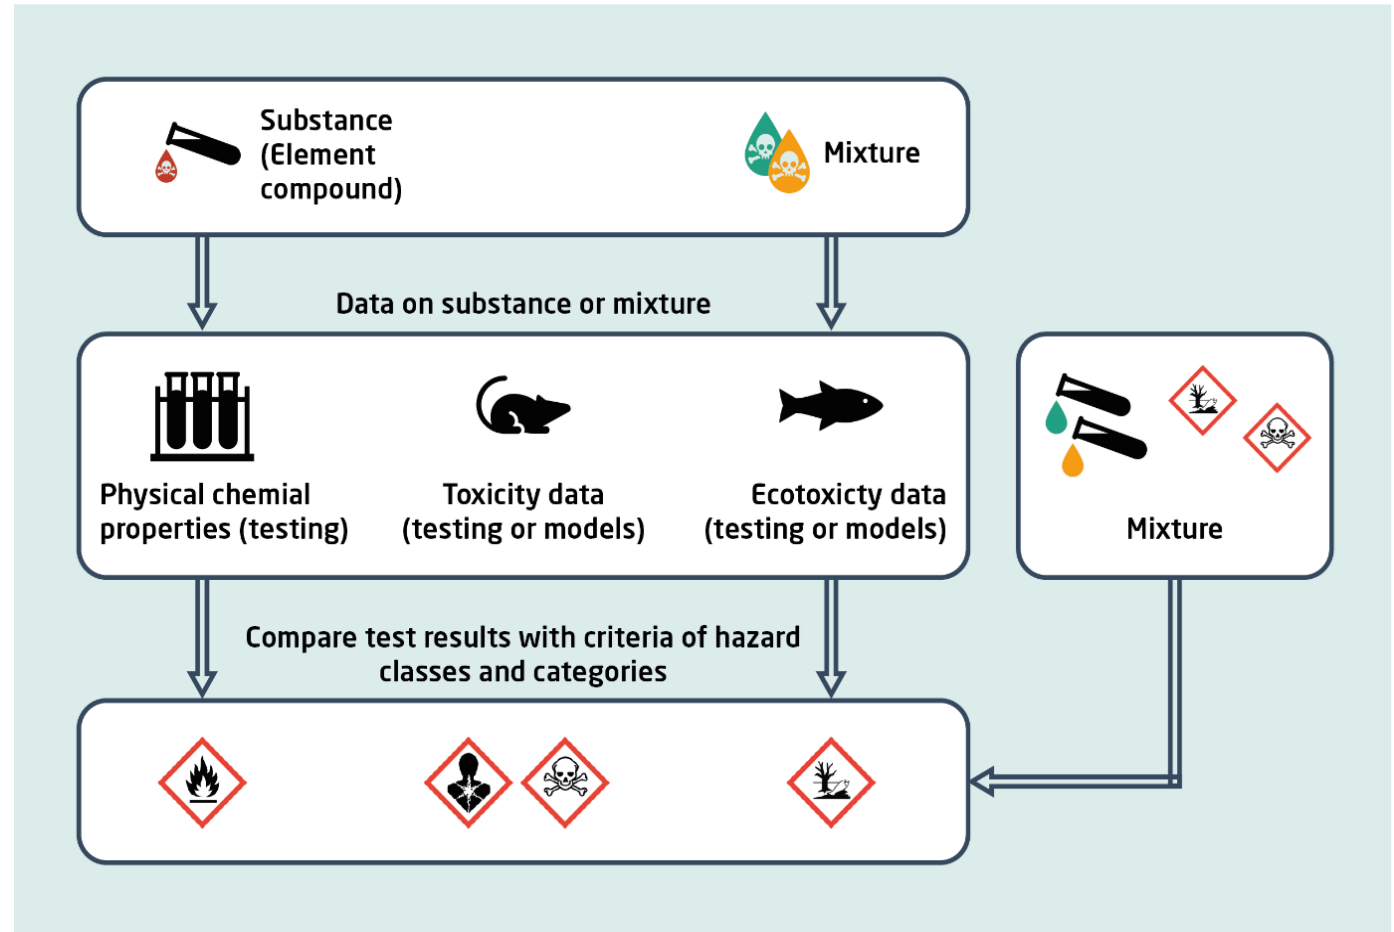 Substance
(Element
compound)
Mixture
Data on substance or mixture
Physical chemial
properties (testing)
Toxicity data
(testing or models)
Ecotoxicty data
(testing or models)
Mixture
Compare test results with criteria of hazard
classes and categories